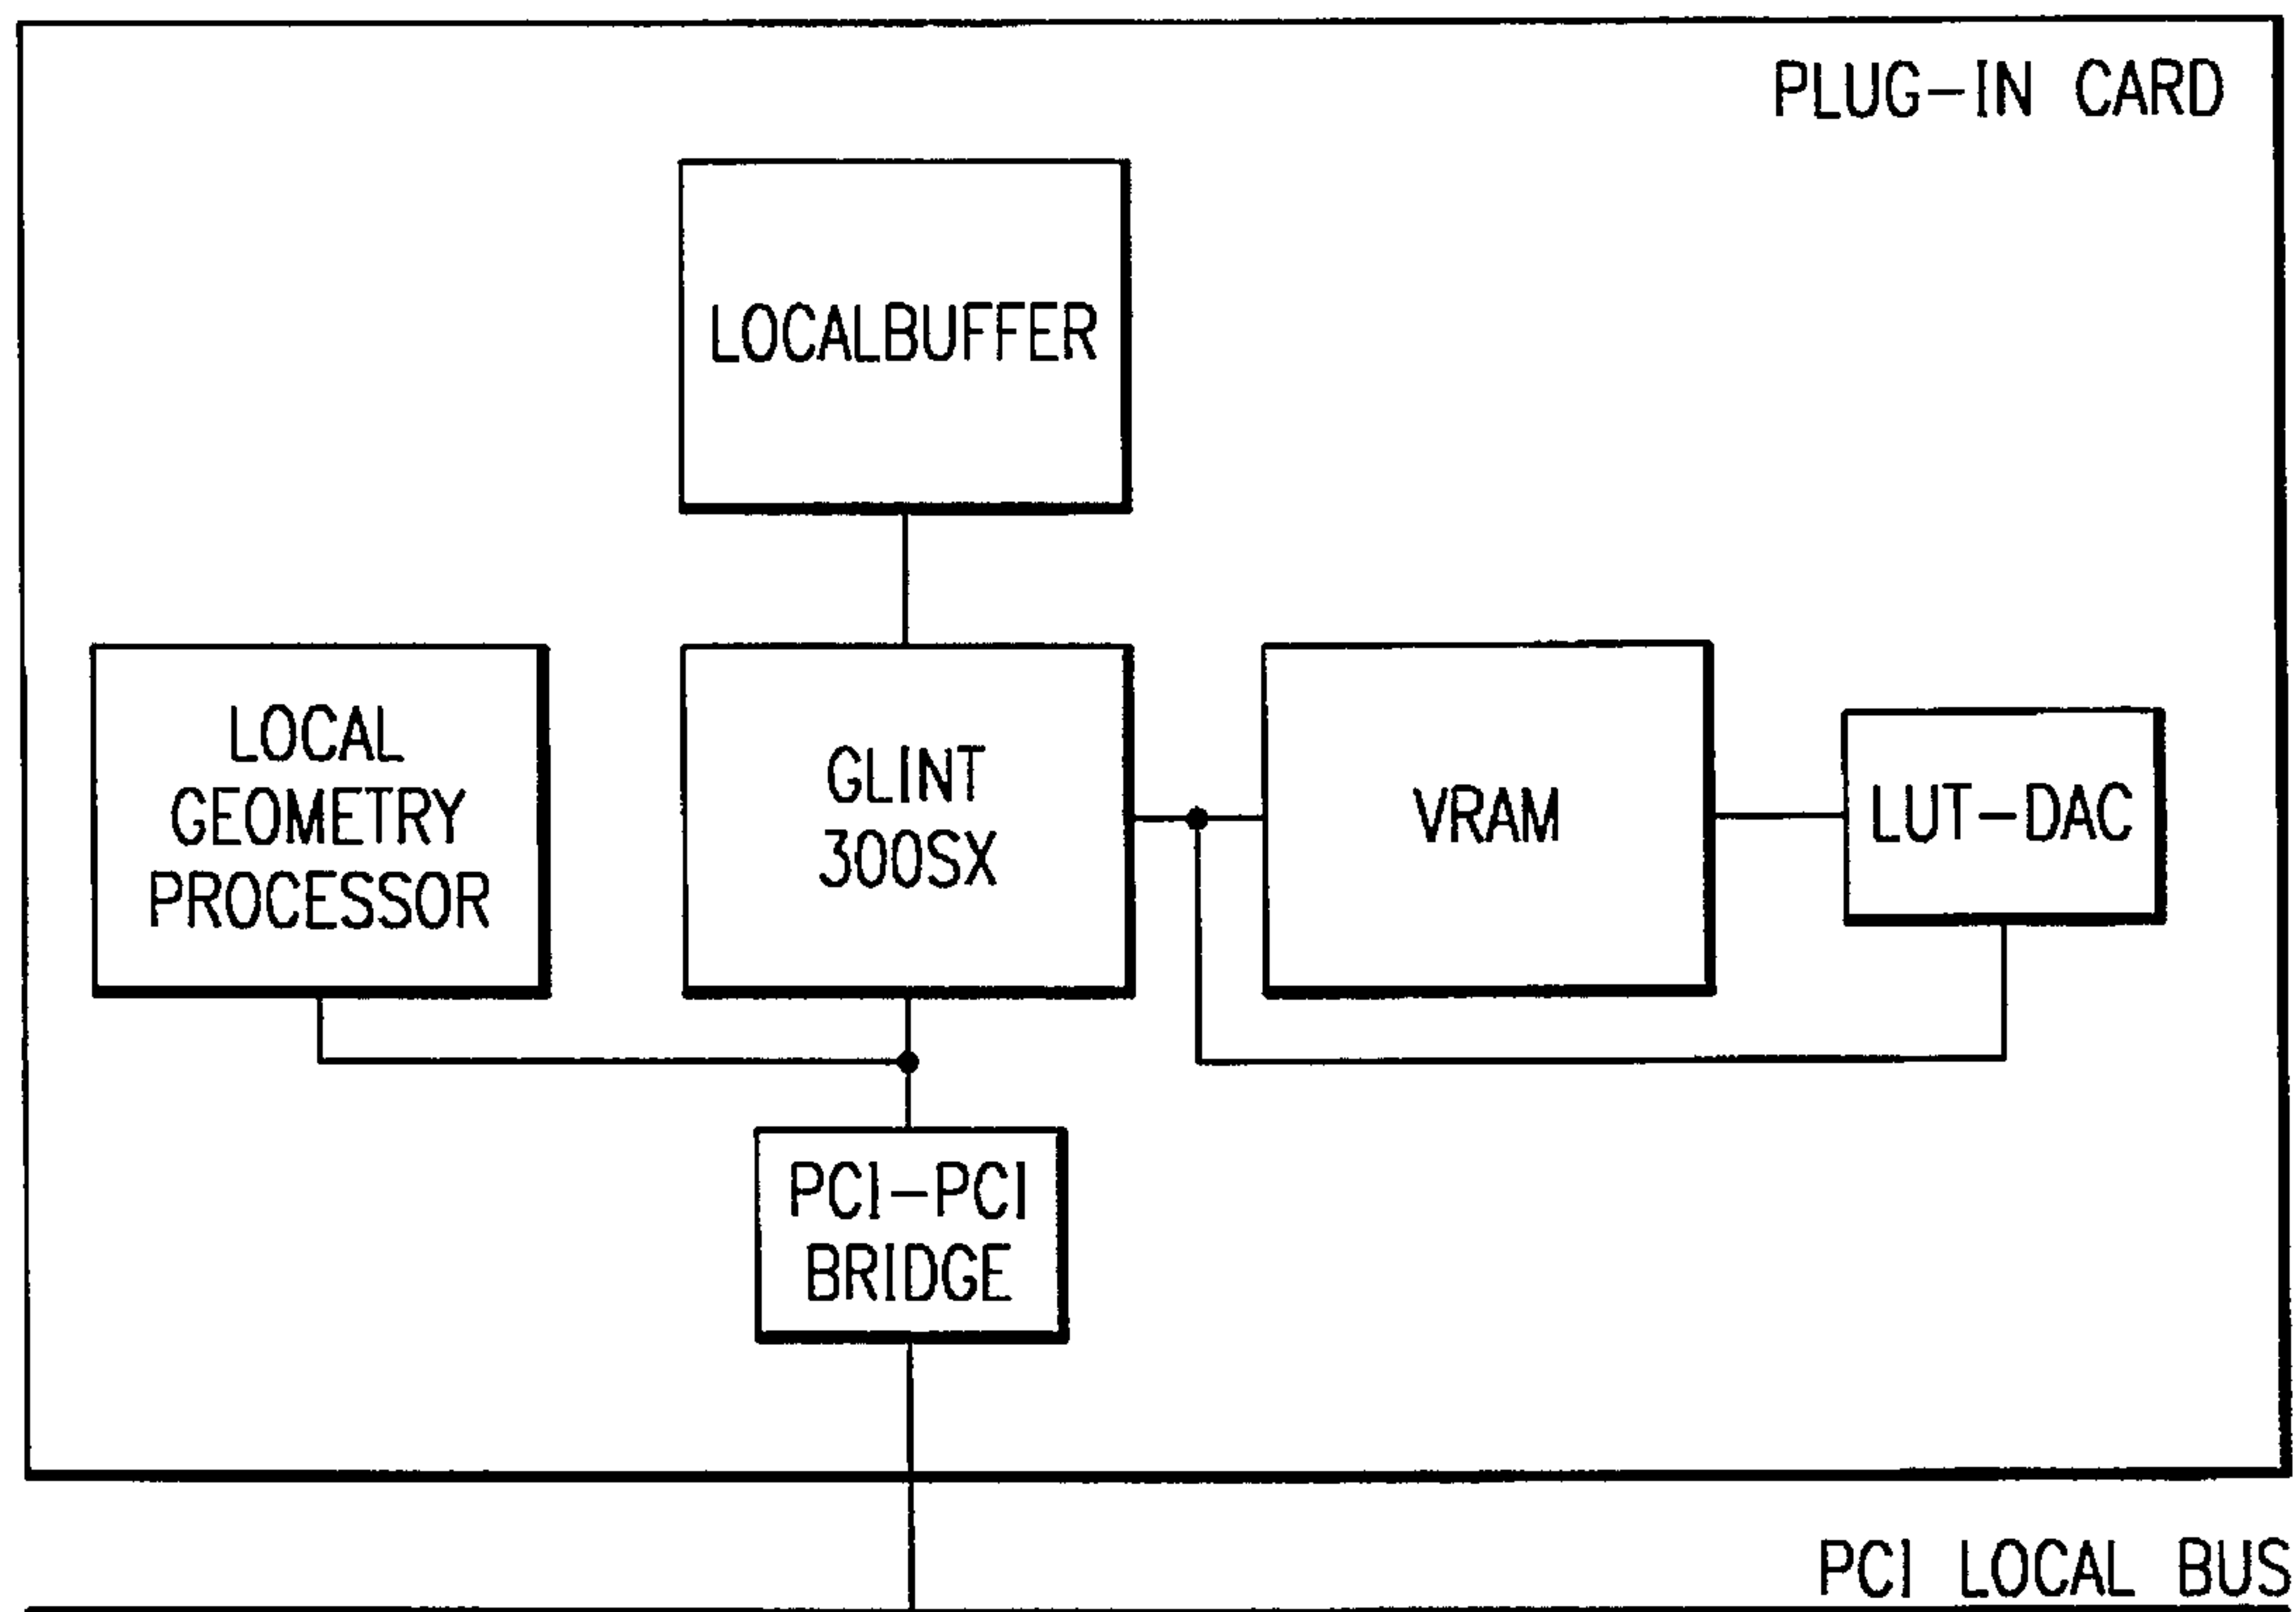 PLUG-IN CARD
LOCALBUFFER
LOCAL
GEOMETRY
PROCESSOR
GLINT
300SX
VRAM
LUT-DAC
PCI-PCI
BRIDGE
PCI LOCAL BUS